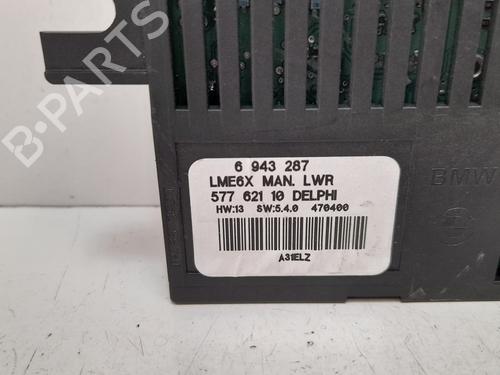 B-PARTS
6 943 287
LME6X MAN. LWR
577 621 10 DELPHI
HW:13 SW:5.4.0 470400
A31ELZ
BMW